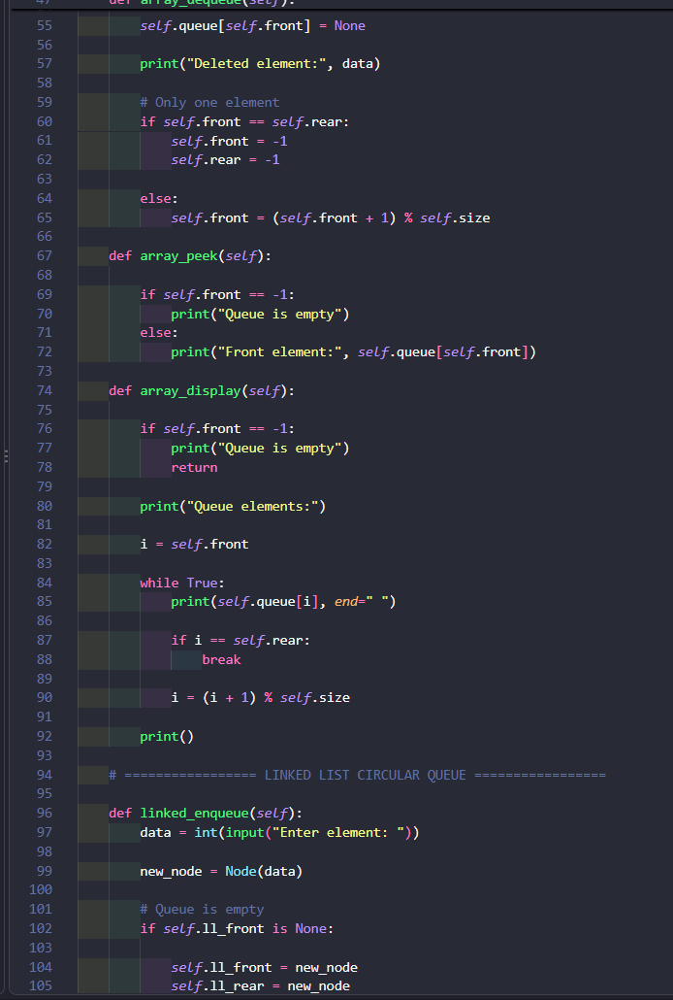 47 def array_dequeue(self):
55 self.queue[self.front] = None
56
57 print("Deleted element:", data)
58
59 # Only one element
60 if self.front == self.rear:
61 self.front = -1
62 self.rear = -1
63
64 else:
65 self.front = (self.front + 1) % self.size
66
67 def array_peek(self):
68
69 if self.front == -1:
70 print("Queue is empty")
71 else:
72 print("Front element:", self.queue[self.front])
73
74 def array_display(self):
75
76 if self.front == -1:
77 print("Queue is empty")
78 return
79
80 print("Queue elements:")
81
82 i = self.front
83
84 while True:
85 print(self.queue[i], end=" ")
86
87 if i == self.rear:
88 break
89
90 i = (i + 1) % self.size
91
92 print()
93
94 # ================= LINKED LIST CIRCULAR QUEUE =================
95
96 def linked_enqueue(self):
97 data = int(input("Enter element: "))
98
99 new_node = Node(data)
100
101 # Queue is empty
102 if self.ll_front is None:
103
104 self.ll_front = new_node
105 self.ll_rear = new_node